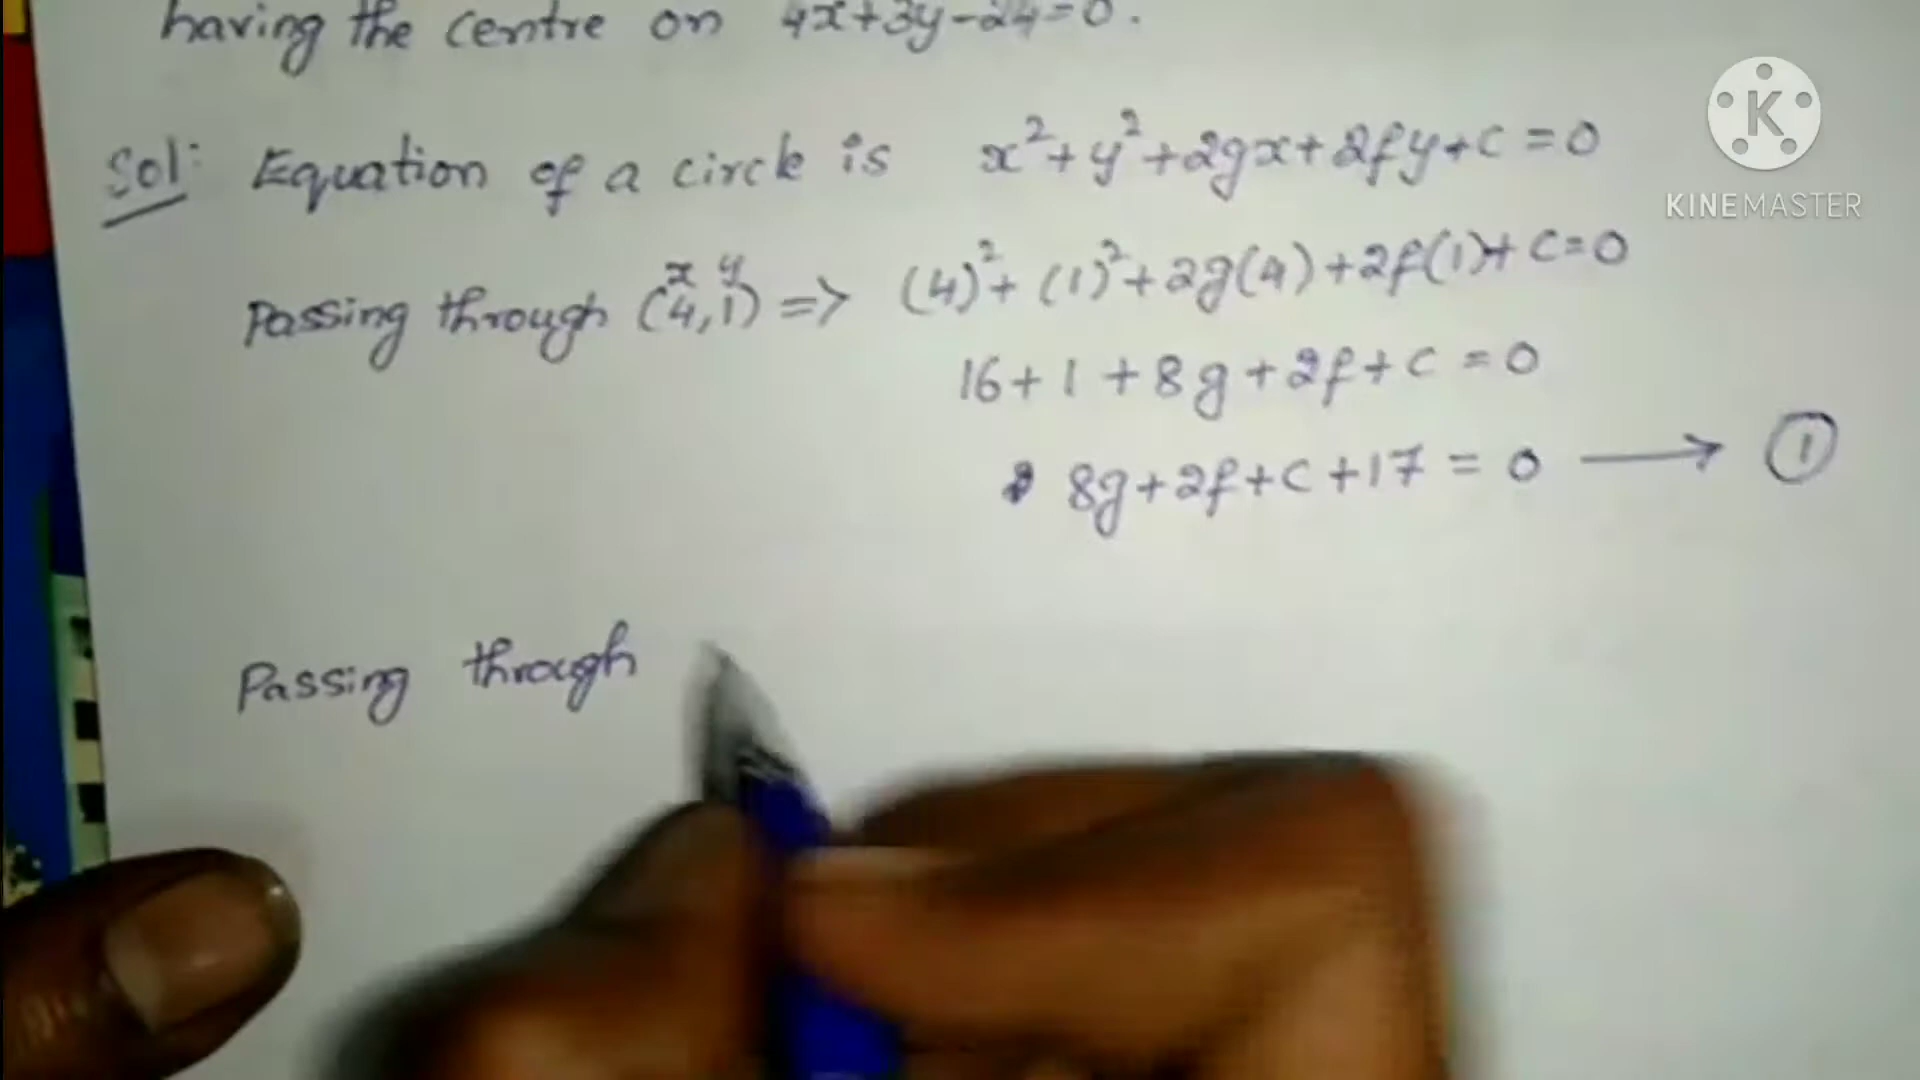 having the centre on 4x+3y-24=0.
Sol: Equation of a circle is x²+y²+2gx+2fy+c=0
x y
Passing through (4,1) => (4)²+(1)²+2g(4)+2f(1)+c=0
16+1+8g+2f+c=0
8g+2f+c+17=0 → ①
Passing through
K
KINEMASTER